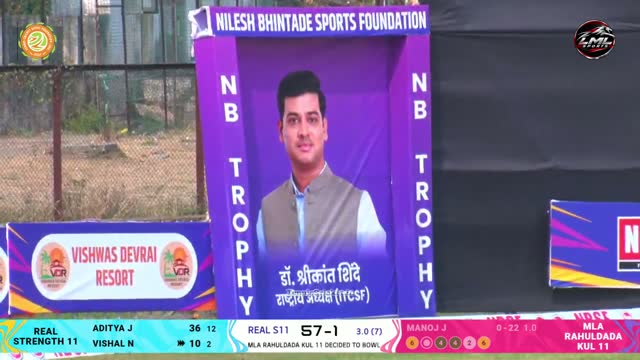 NILESH BHINTADE SPORTS FOUNDATION
NB TROPHY
NB TROPHY
डॉ. श्रीकांत शिंदे
राष्ट्रीय अध्यक्ष (ITCSF)
LML
SPORTS
VDR
VISHWAS DEVRAI
RESORT
VDR
REAL
STRENGTH 11
ADITYA J 36 12
VISHAL N 10 2
REAL S11 57-1 3.0 (7)
MLA RAHULDADA KUL 11 DECIDED TO BOWL
MANOJ J 0-22 1.0
6 4 4 2 6
MLA
RAHULDADA
KUL 11